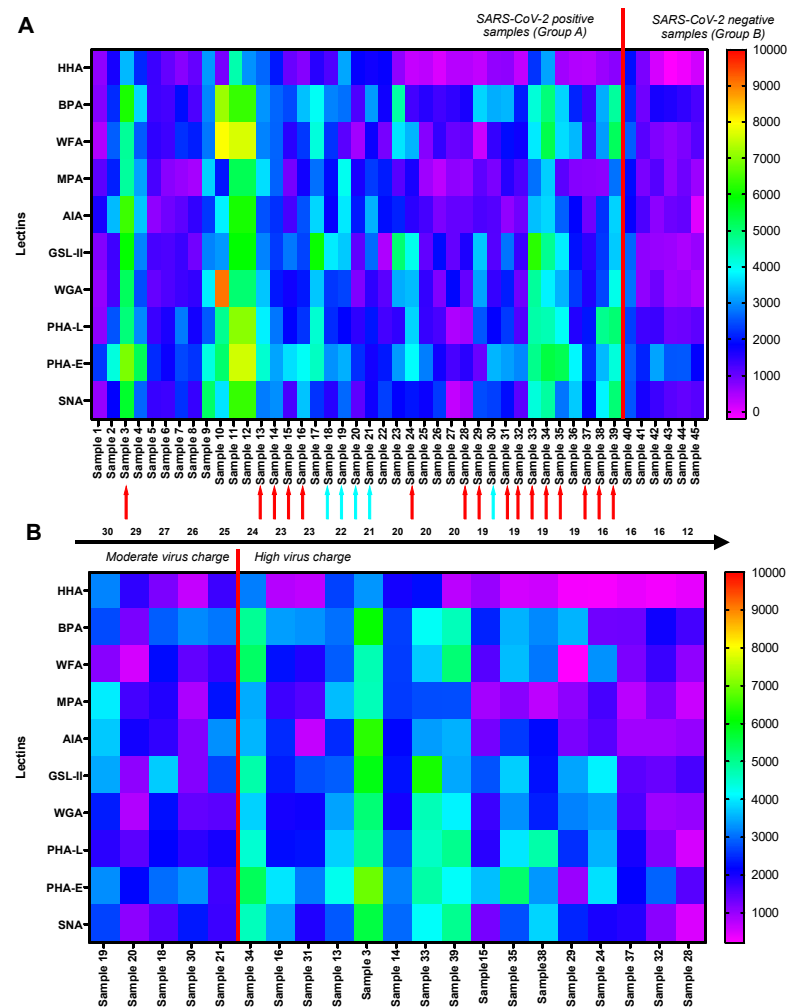 A
SARS-CoV-2 positive samples (Group A)
SARS-CoV-2 negative samples (Group B)
Lectins
HHA
BPA
WFA
MPA
AIA
GSL-II
WGA
PHA-L
PHA-E
SNA
10000
9000
8000
7000
6000
5000
4000
3000
2000
1000
0
Sample 1
Sample 2
Sample 3
Sample 4
Sample 5
Sample 6
Sample 7
Sample 8
Sample 9
Sample 10
Sample 11
Sample 12
Sample 13
Sample 14
Sample 15
Sample 16
Sample 17
Sample 18
Sample 19
Sample 20
Sample 21
Sample 22
Sample 23
Sample 24
Sample 25
Sample 26
Sample 27
Sample 28
Sample 29
Sample 30
Sample 31
Sample 32
Sample 33
Sample 34
Sample 35
Sample 36
Sample 37
Sample 38
Sample 39
Sample 40
Sample 41
Sample 42
Sample 43
Sample 44
Sample 45
B
30 29 27 26 25 24 23 23 21 20 20 20 19 19 19 19 16 16 16 12
Moderate virus charge
High virus charge
Lectins
HHA
BPA
WFA
MPA
AIA
GSL-II
WGA
PHA-L
PHA-E
SNA
10000
9000
8000
7000
6000
5000
4000
3000
2000
1000
Sample 19
Sample 20
Sample 18
Sample 30
Sample 21
Sample 34
Sample 16
Sample 31
Sample 13
Sample 3
Sample 14
Sample 33
Sample 39
Sample15
Sample 35
Sample 38
Sample 29
Sample 24
Sample 37
Sample 32
Sample 28